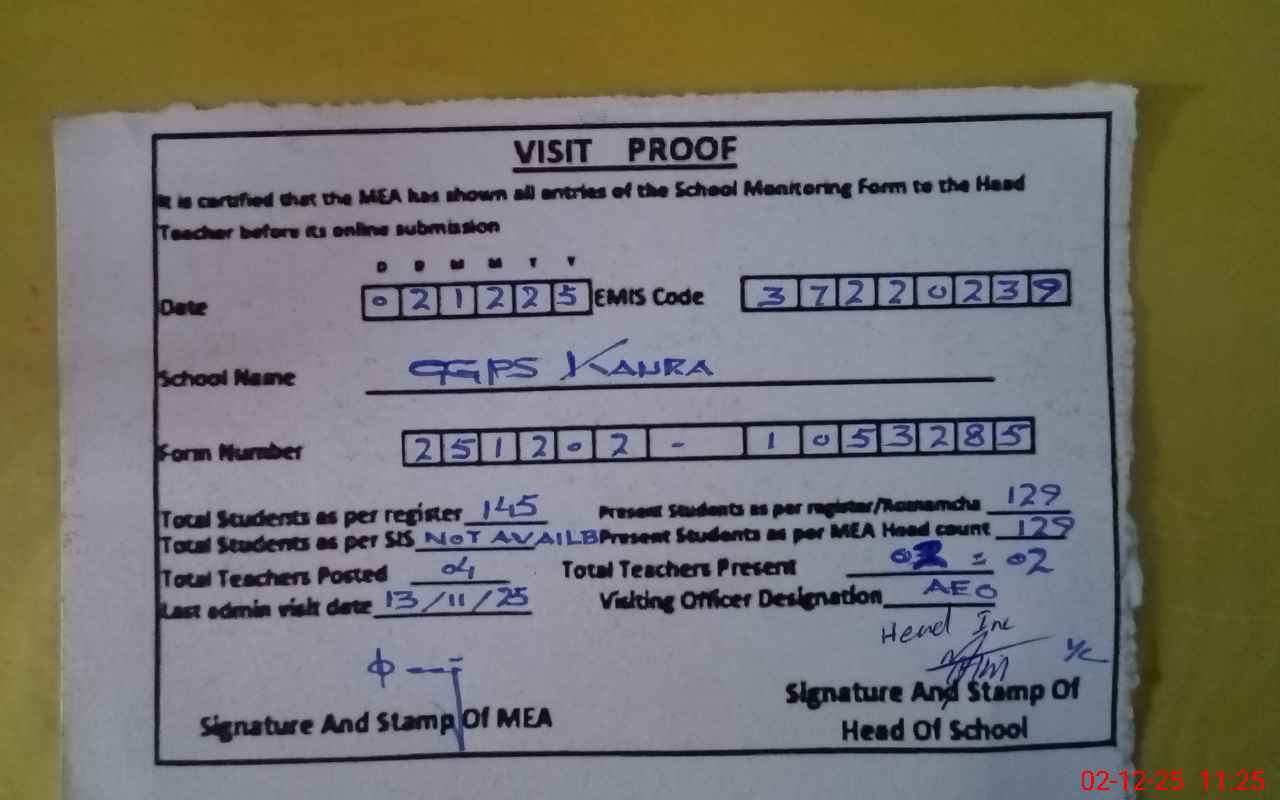 VISIT PROOF
It is certified that the MEA has shown all entries of the School Monitoring Form to the Head
Teacher before its online submission
D D M M Y Y
Date 021225 EMIS Code 37220239
School Name GGPS KAHRA
Form Number 251202-1053285
Total Students as per register 145 Present Students as per register/Roznamcha 129
Total Students as per SIS NOT AVAILB Present Students as per MEA Head count 129
Total Teachers Posted 04 Total Teachers Present 02 = 02
Last admin visit date 13/11/25 Visiting Officer Designation AEO
Head Inc
I/C
Signature And Stamp Of MEA
Signature And Stamp Of
Head Of School
02-12-25 11:25